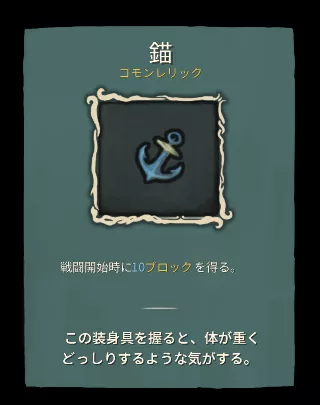 錨
コモンレリック
戦闘開始時に10ブロックを得る。
この装身具を握ると、体が重く
どっしりするような気がする。